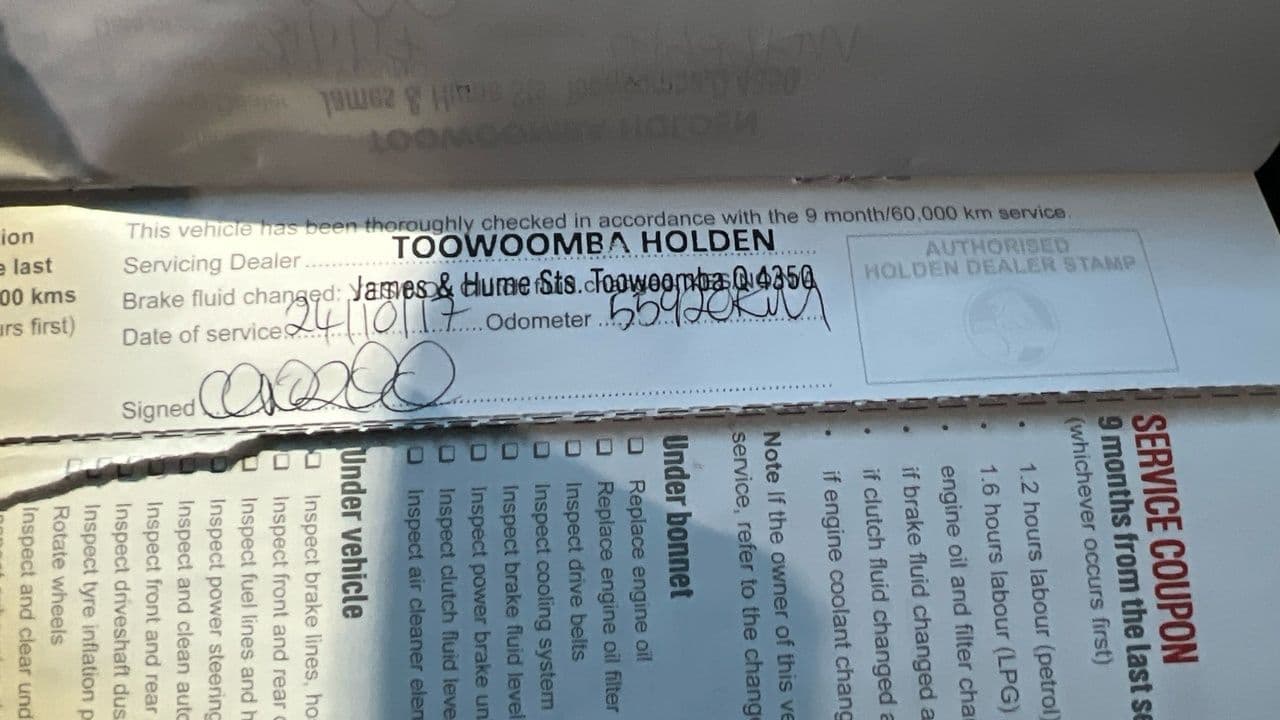 ion
e last
00 kms
urs first)
This vehicle has been thoroughly checked in accordance with the 9 month/60,000 km service.
Servicing Dealer TOOWOOMBA HOLDEN
Brake fluid changed: James & Hume Sts. Toowoomba Q 4350
Date of service 24/10/17 Odometer 55920KM
Signed
AUTHORISED
HOLDEN DEALER STAMP
SERVICE COUPON
9 months from the last se
(whichever occurs first)
• 1.2 hours labour (petrol)
• 1.6 hours labour (LPG)
• engine oil and filter cha
• if brake fluid changed a
• if clutch fluid changed a
• if engine coolant chang
Note If the owner of this ve
service, refer to the chang
Under bonnet
Replace engine oil
Replace engine oil filter
Inspect drive belts
Inspect cooling system
Inspect brake fluid level
Inspect power brake un
Inspect clutch fluid leve
Inspect air cleaner elem
Under vehicle
Inspect brake lines, ho
Inspect front and rear
Inspect fuel lines and h
Inspect power steering
Inspect and clean auto
Inspect front and rear
Inspect driveshaft dus
Inspect tyre inflation p
Rotate wheels
Inspect and clear und